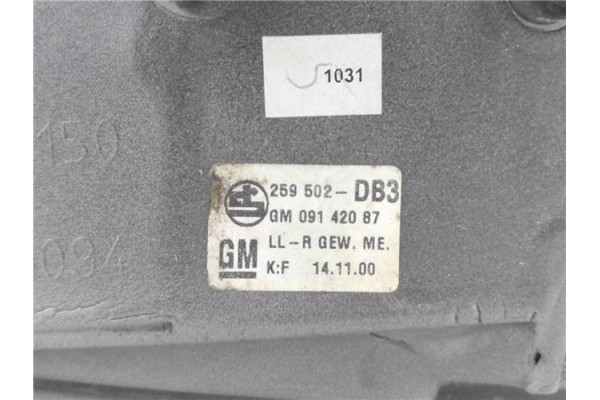 1031
150
094
259 502 - DB3
GM 091 420 87
GM
LL - R GEW. ME.
K:F 14.11.00